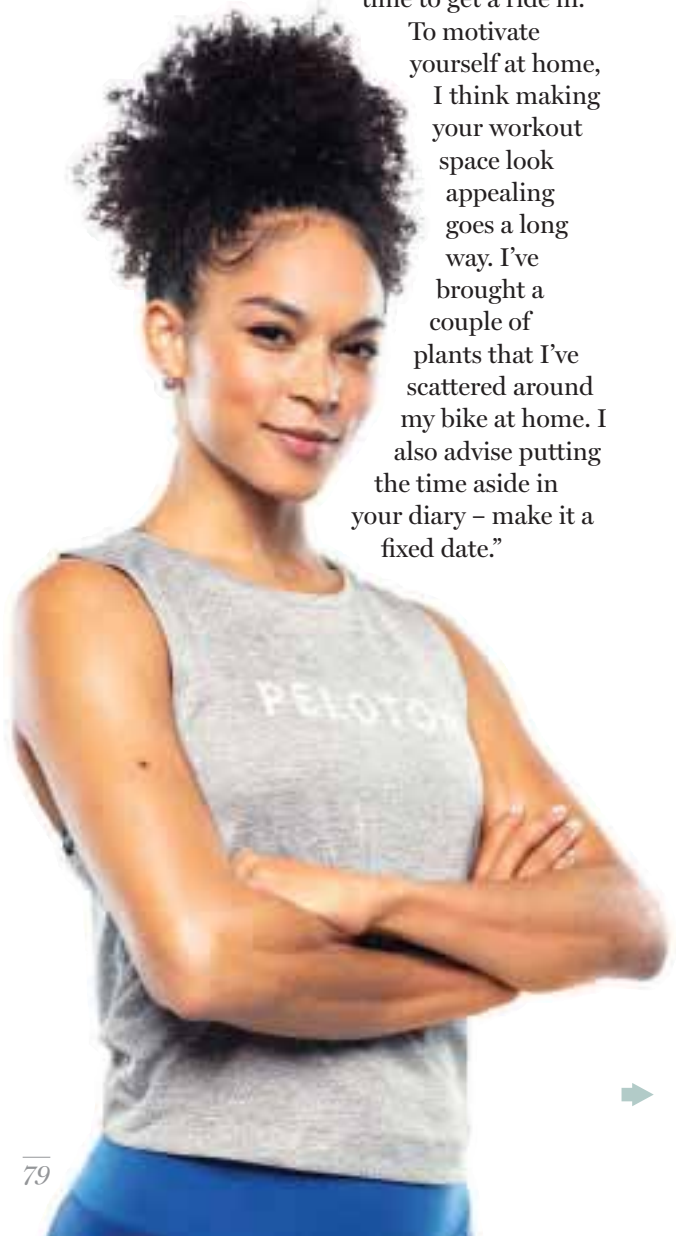 time to get a ride in.
To motivate
yourself at home,
I think making
your workout
space look
appealing
goes a long
way. I’ve
brought a
couple of
plants that I’ve
scattered around
my bike at home. I
also advise putting
the time aside in
your diary – make it a
fixed date.”
PELOTON
79